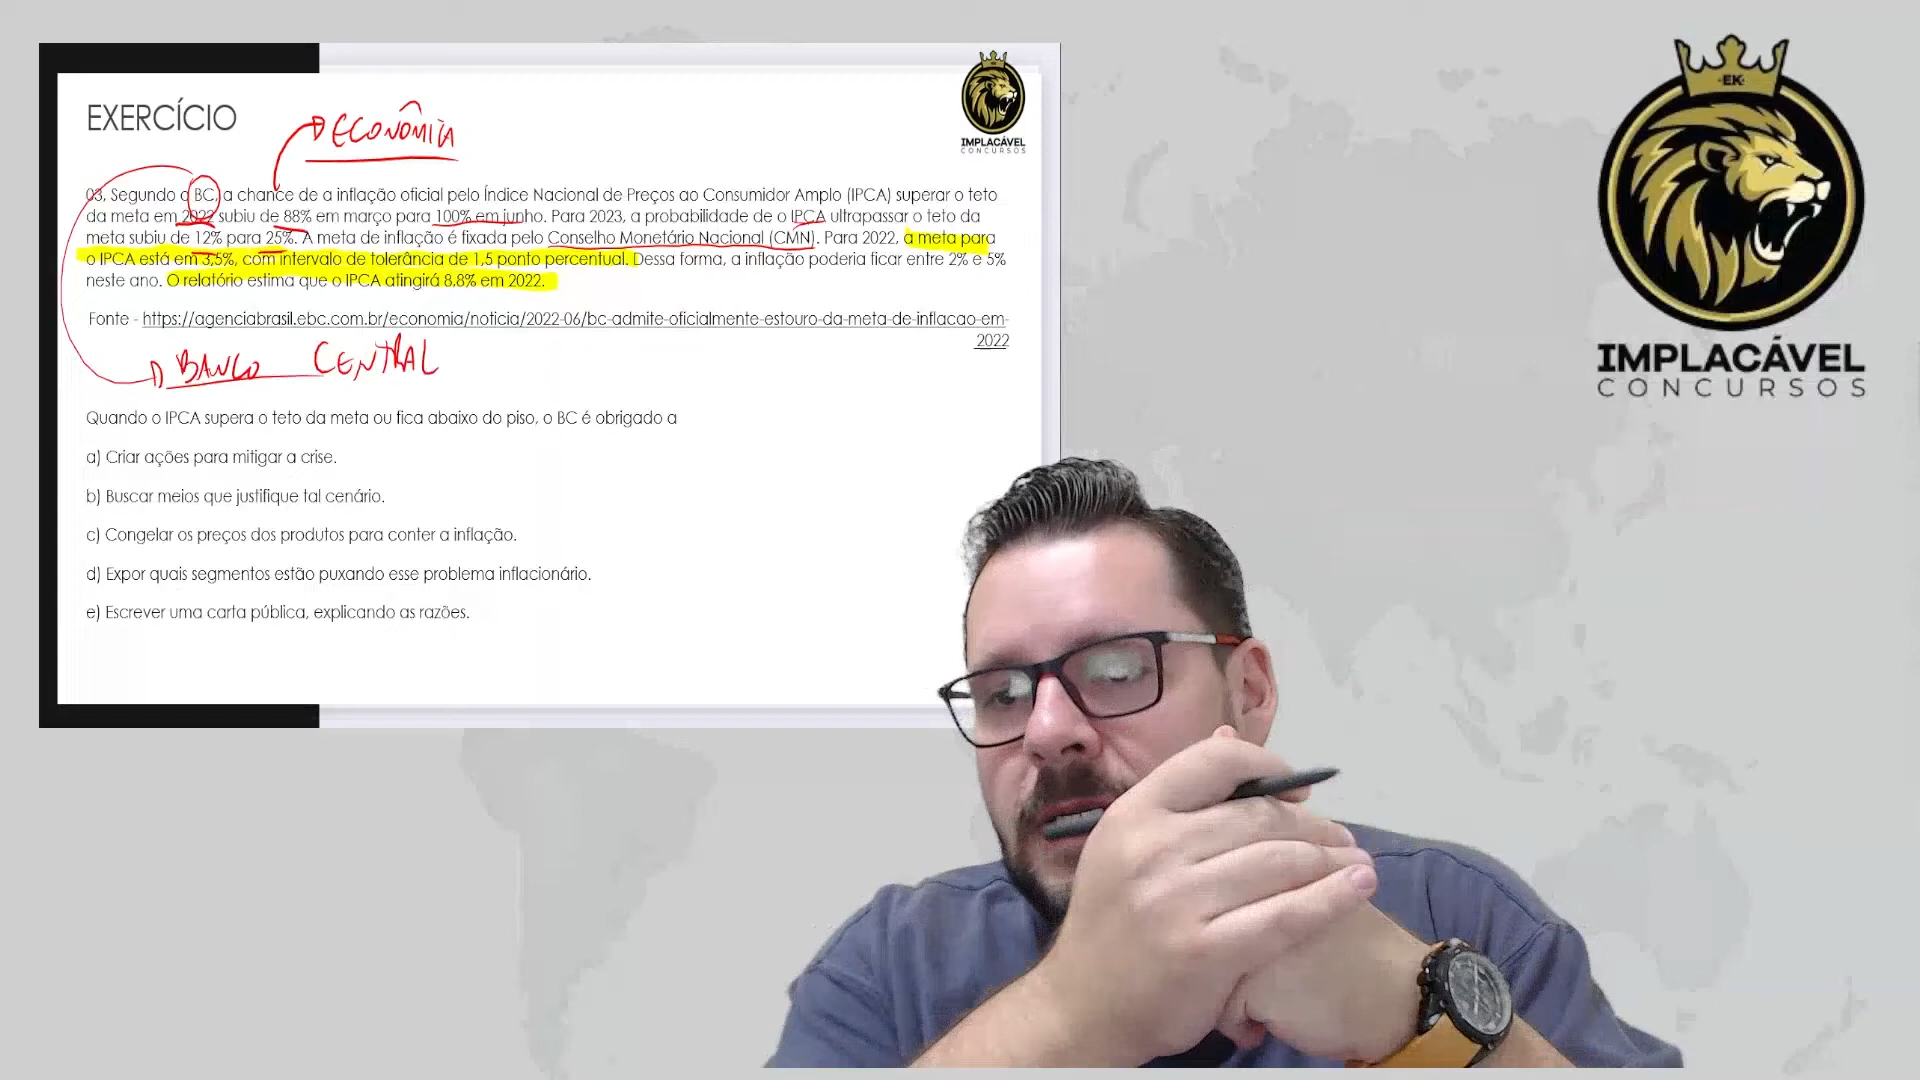 EXERCÍCIO
ECONÔMIA
IMPLACÁVEL
CONCURSOS
03, Segundo o BC, a chance de a inflação oficial pelo Índice Nacional de Preços ao Consumidor Amplo (IPCA) superar o teto
da meta em 2022 subiu de 88% em março para 100% em junho. Para 2023, a probabilidade de o IPCA ultrapassar o teto da
meta subiu de 12% para 25%. A meta de inflação é fixada pelo Conselho Monetário Nacional (CMN). Para 2022, a meta para
o IPCA está em 3,5%, com intervalo de tolerância de 1,5 ponto percentual. Dessa forma, a inflação poderia ficar entre 2% e 5%
neste ano. O relatório estima que o IPCA atingirá 8,8% em 2022.
Fonte - https://agenciabrasil.ebc.com.br/economia/noticia/2022-06/bc-admite-oficialmente-estouro-da-meta-de-inflacao-em-
2022
BANCO CENTRAL
Quando o IPCA supera o teto da meta ou fica abaixo do piso, o BC é obrigado a
a) Criar ações para mitigar a crise.
b) Buscar meios que justifique tal cenário.
c) Congelar os preços dos produtos para conter a inflação.
d) Expor quais segmentos estão puxando esse problema inflacionário.
e) Escrever uma carta pública, explicando as razões.
EK
IMPLACÁVEL
CONCURSOS